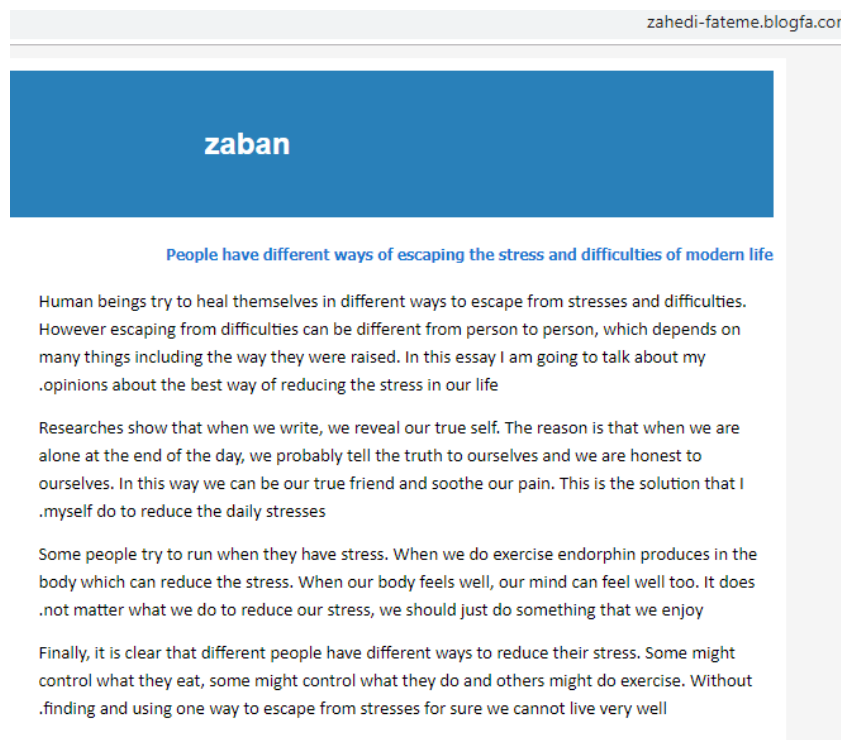 zahedi-fateme.blogfa.com
zaban
People have different ways of escaping the stress and difficulties of modern life
Human beings try to heal themselves in different ways to escape from stresses and difficulties.
However escaping from difficulties can be different from person to person, which depends on
many things including the way they were raised. In this essay I am going to talk about my
.opinions about the best way of reducing the stress in our life
Researches show that when we write, we reveal our true self. The reason is that when we are
alone at the end of the day, we probably tell the truth to ourselves and we are honest to
ourselves. In this way we can be our true friend and soothe our pain. This is the solution that I
.myself do to reduce the daily stresses
Some people try to run when they have stress. When we do exercise endorphin produces in the
body which can reduce the stress. When our body feels well, our mind can feel well too. It does
.not matter what we do to reduce our stress, we should just do something that we enjoy
Finally, it is clear that different people have different ways to reduce their stress. Some might
control what they eat, some might control what they do and others might do exercise. Without
.finding and using one way to escape from stresses for sure we cannot live very well